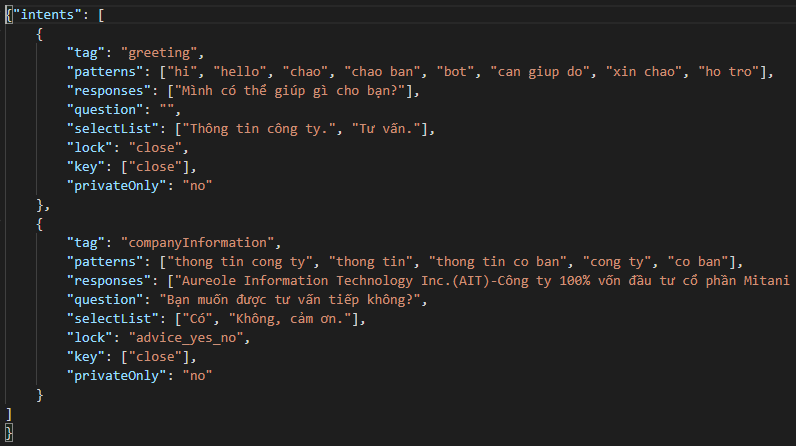 {"intents": [
{
"tag": "greeting",
"patterns": ["hi", "hello", "chao", "chao ban", "bot", "can giup do", "xin chao", "ho tro"],
"responses": ["Mình có thể giúp gì cho bạn?"],
"question": "",
"selectList": ["Thông tin công ty.", "Tư vấn."],
"lock": "close",
"key": ["close"],
"privateOnly": "no"
},
{
"tag": "companyInformation",
"patterns": ["thong tin cong ty", "thong tin", "thong tin co ban", "cong ty", "co ban"],
"responses": ["Aureole Information Technology Inc.(AIT)-Công ty 100% vốn đầu tư cổ phần Mitani
"question": "Bạn muốn được tư vấn tiếp không?",
"selectList": ["Có", "Không, cảm ơn."],
"lock": "advice_yes_no",
"key": ["close"],
"privateOnly": "no"
}
]
}